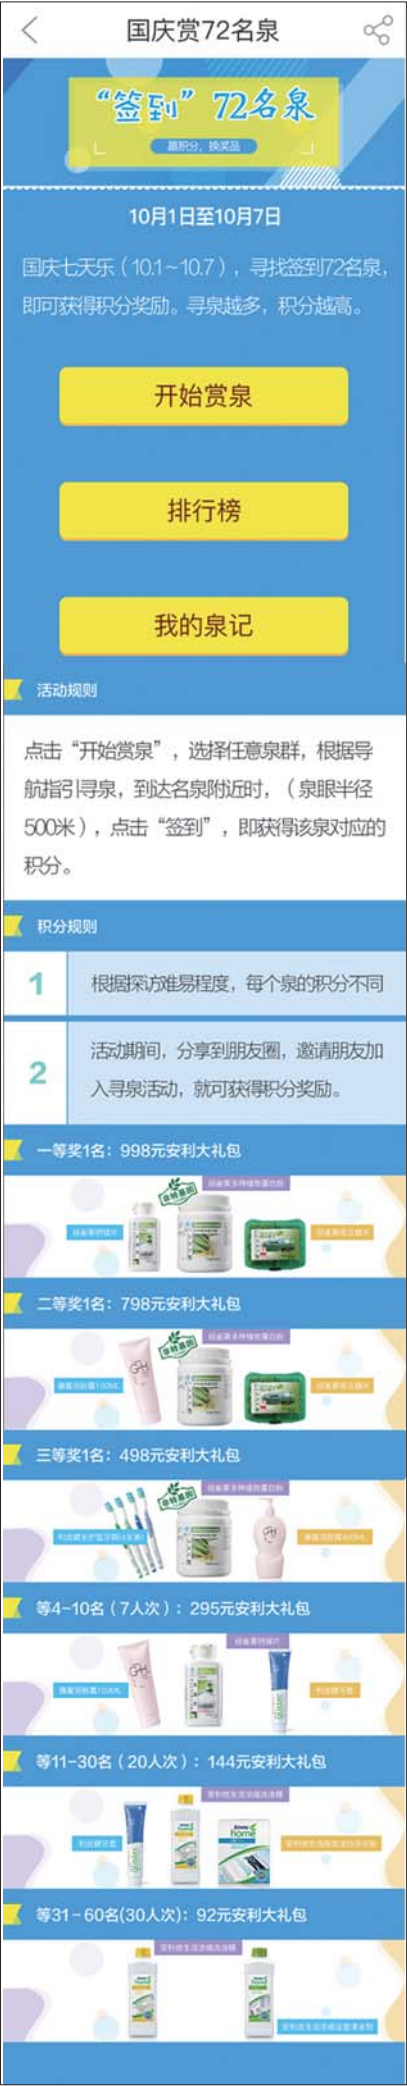 国庆赏72名泉
“签到”72名泉
赢积分，换奖品
10月1日至10月7日
国庆七天乐（10.1~10.7），寻找签到72名泉，
即可获得积分奖励。寻泉越多，积分越高。
开始赏泉
排行榜
我的泉记
活动规则
点击“开始赏泉”，选择任意泉群，根据导
航指引寻泉，到达名泉附近时，（泉眼半径
500米），点击“签到”，即获得该泉对应的
积分。
积分规则
1
根据探访难易程度，每个泉的积分不同
2
活动期间，分享到朋友圈，邀请朋友加
入寻泉活动，就可获得积分奖励。
一等奖1名：998元安利大礼包
非转基因
二等奖1名：798元安利大礼包
非转基因
三等奖1名：498元安利大礼包
非转基因
等4-10名（7人次）：295元安利大礼包
等11-30名（20人次）：144元安利大礼包
home
等31-60名(30人次)：92元安利大礼包